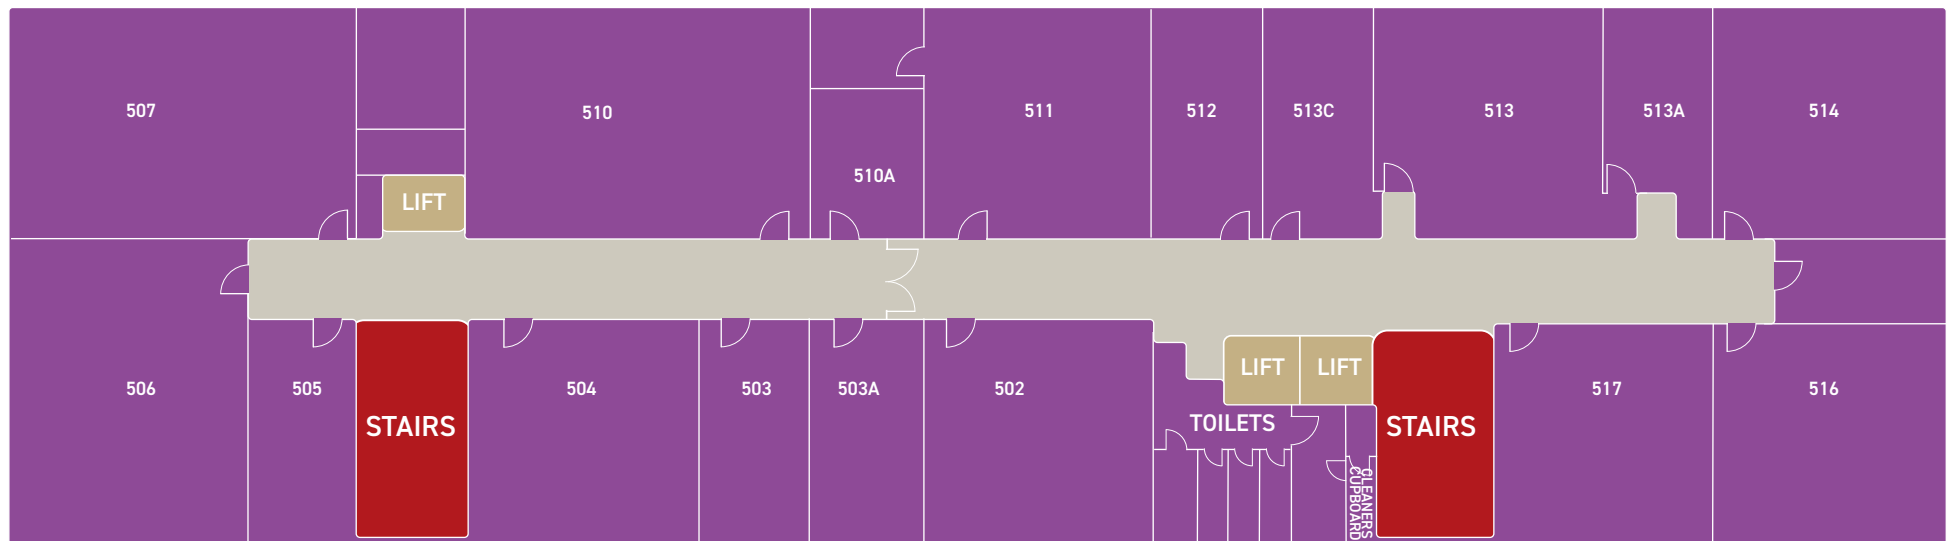 507
510
510A
511
512
513C
513
513A
514
LIFT
506
505
STAIRS
504
503
503A
502
LIFT
LIFT
TOILETS
CLEANERS
CUPBOARD
STAIRS
517
516